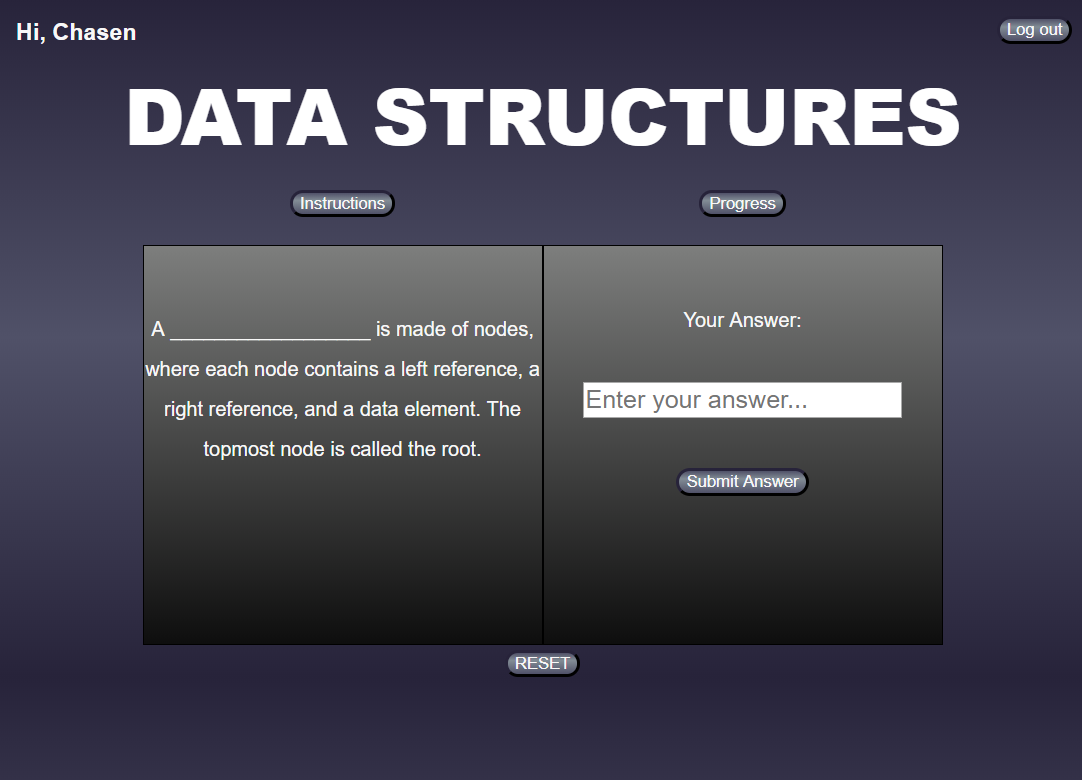 Hi, Chasen
Log out
DATA STRUCTURES
Instructions
Progress
A __________________ is made of nodes,
where each node contains a left reference, a
right reference, and a data element. The
topmost node is called the root.
Your Answer:
Enter your answer...
Submit Answer
RESET